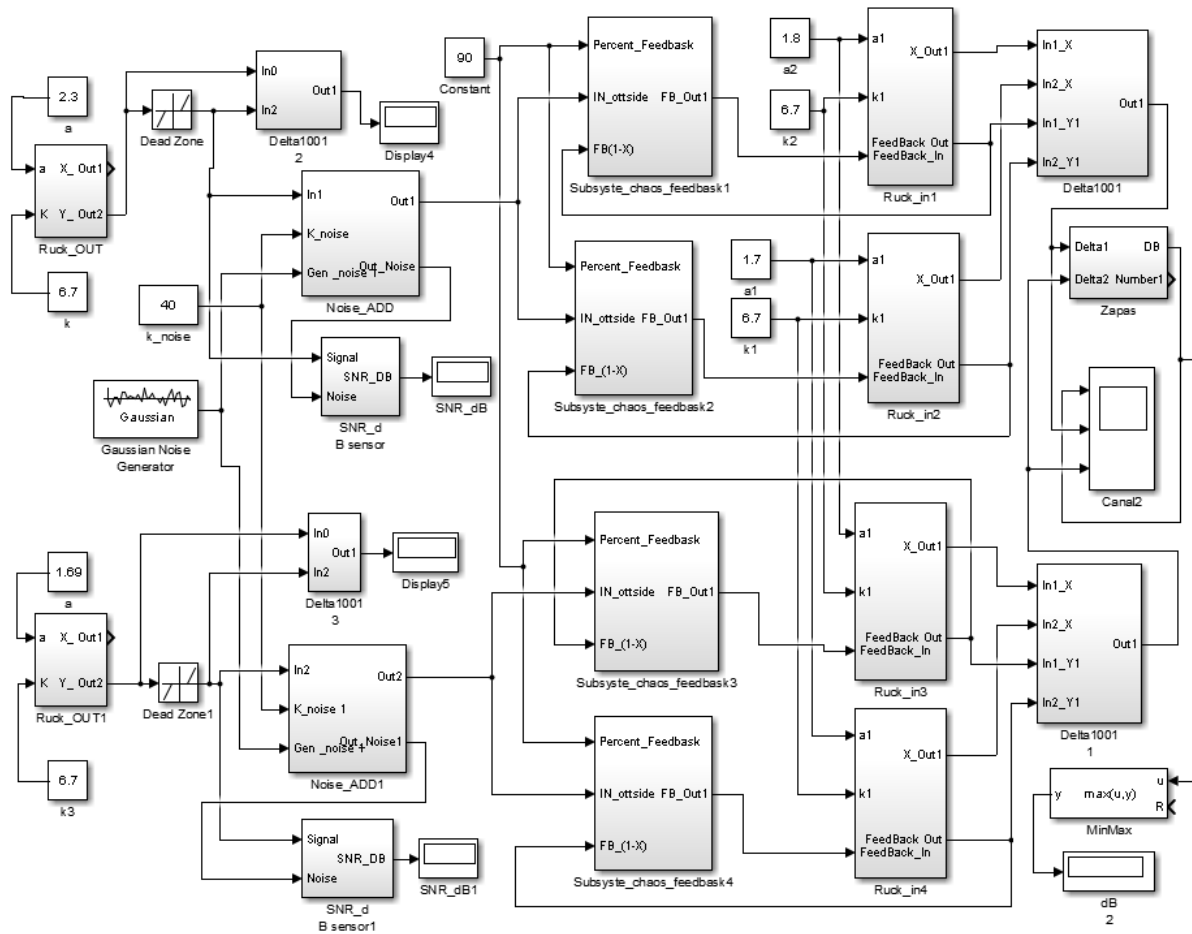 2.3
a
a X_ Out1
K Y_ Out2
Ruck_OUT
6.7
k
Dead Zone
In0
In2
Out1
Delta1001
2
Display4
In1
K_noise
Gen _noise +
Out1
Out_Noise
Noise_ADD
40
k_noise
Gaussian
Gaussian Noise
Generator
Signal
Noise
SNR_DB
SNR_d
B sensor
SNR_dB
90
Constant
Percent_Feedbask
IN_ottside FB_Out1
FB(1-X)
Subsyste_chaos_feedbask1
Percent_Feedbask
IN_ottside FB_Out1
FB_(1-X)
Subsyste_chaos_feedbask2
1.8
a2
6.7
k2
a1
X_Out1
k1
FeedBack Out
FeedBack_In
Ruck_in1
1.7
a1
6.7
k1
a1
X_Out1
k1
FeedBack Out
FeedBack_In
Ruck_in2
In1_X
In2_X
Out1
In1_Y1
In2_Y1
Delta1001
Delta1 DB
Delta2 Number1
Zapas
Canal2
1.69
a
a X_ Out1
K Y_ Out2
Ruck_OUT1
6.7
k3
Dead Zone1
In0
Out1
In2
Delta1001
3
Display5
In2
Out2
K_noise 1
Out_Noise1
Gen _noise +
Noise_ADD1
Signal
SNR_DB
Noise
SNR_d
B sensor1
SNR_dB1
Percent_Feedbask
IN_ottside FB_Out1
FB_(1-X)
Subsyste_chaos_feedbask3
Percent_Feedbask
IN_ottside FB_Out1
FB_(1-X)
Subsyste_chaos_feedbask4
a1
X_Out1
k1
FeedBack Out
FeedBack_In
Ruck_in3
a1
X_Out1
k1
FeedBack Out
FeedBack_In
Ruck_in4
In1_X
In2_X
Out1
In1_Y1
In2_Y1
Delta1001
1
u
y max(u,y)
R
MinMax
dB
2